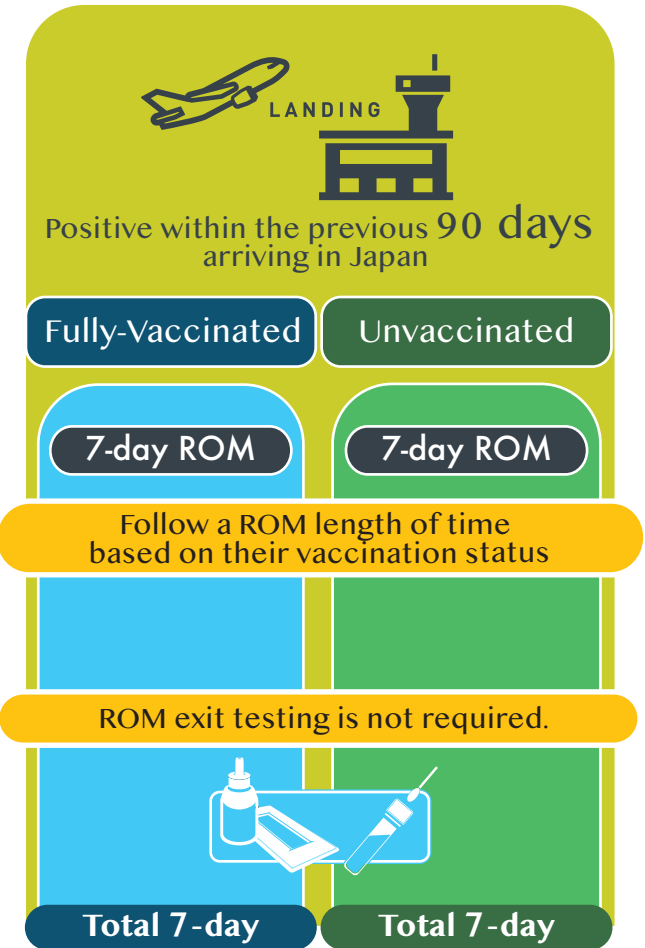 LANDING
Positive within the previous 90 days
arriving in Japan
Fully-Vaccinated
Unvaccinated
7-day ROM
7-day ROM
Follow a ROM length of time
based on their vaccination status
ROM exit testing is not required.
Total 7-day
Total 7-day